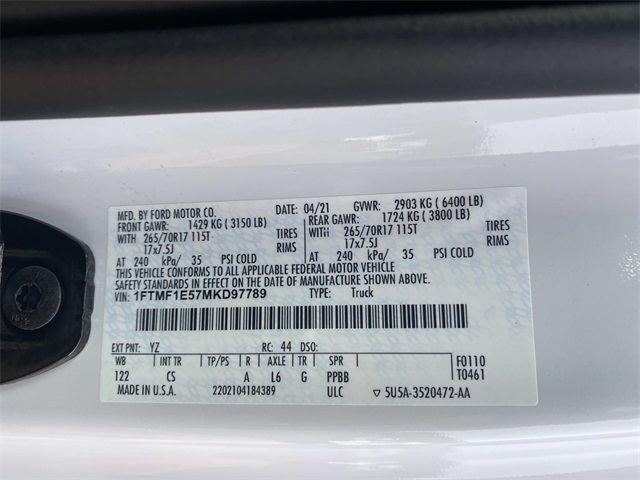 MFD. BY FORD MOTOR CO. DATE: 04/21 GVWR: 2903 KG ( 6400 LB)
FRONT GAWR: 1429 KG ( 3150 LB) REAR GAWR: 1724 KG ( 3800 LB)
WITH 265/70R17 115T TIRES WITH 265/70R17 115T TIRES
17x7.5J RIMS 17x7.5J RIMS
AT 240 kPa/ 35 PSI COLD AT 240 kPa/ 35 PSI COLD
THIS VEHICLE CONFORMS TO ALL APPLICABLE FEDERAL MOTOR VEHICLE
SAFETY STANDARDS IN EFFECT ON THE DATE OF MANUFACTURE SHOWN ABOVE.
VIN: 1FTMF1E57MKD97789 TYPE: Truck
EXT PNT: YZ RC: 44 DSO:
WB INT TR TP/PS R AXLE TR SPR F0110
122 CS A L6 G PPBB T0461
MADE IN U.S.A. 2202104184389 ULC ▽ 5U5A-3520472-AA